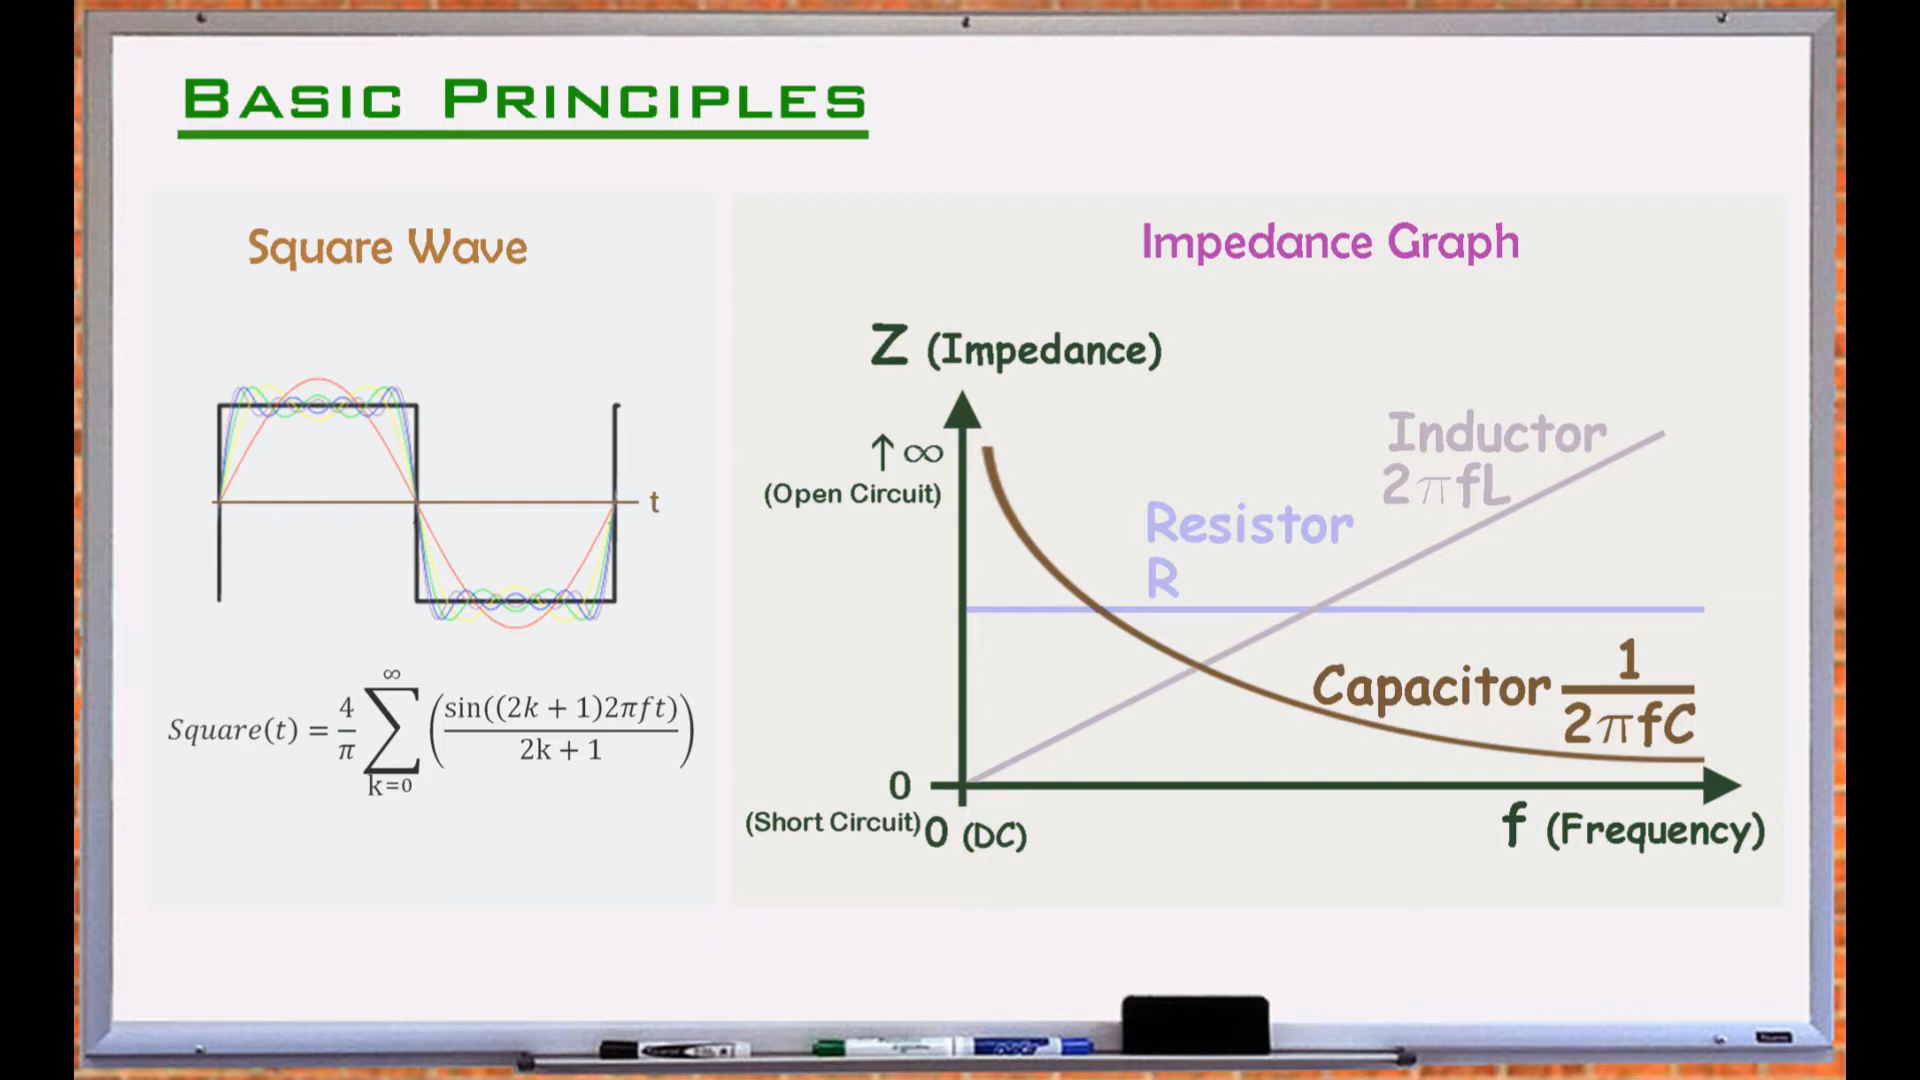 BASIC PRINCIPLES
Square Wave
t
Square(t) = 4/π ∑_{k=0}^{∞} (sin((2k + 1)2πft) / 2k + 1)
Impedance Graph
Z (Impedance)
↑ ∞
(Open Circuit)
Inductor
2πfL
Resistor
R
Capacitor 1/2πfC
0
(Short Circuit)
0 (DC)
f (Frequency)